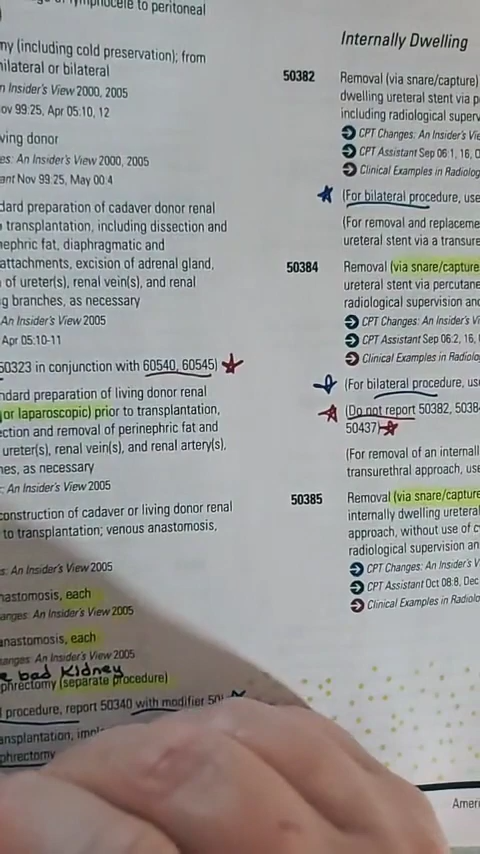 lymphocele to peritoneal
my (including cold preservation); from
unilateral or bilateral
n Insider's View 2000, 2005
ov 99:25, Apr 05:10, 12
ving donor
es: An Insider's View 2000, 2005
ant Nov 99:25, May 00:4
dard preparation of cadaver donor renal
transplantation, including dissection and
nephric fat, diaphragmatic and
attachments, excision of adrenal gland,
of ureter(s), renal vein(s), and renal
g branches, as necessary
An Insider's View 2005
Apr 05:10-11
50323 in conjunction with 60540, 60545)
ndard preparation of living donor renal
or laparoscopic) prior to transplantation,
ection and removal of perinephric fat and
ureter(s), renal vein(s), and renal artery(s),
hes, as necessary
: An Insider's View 2005
construction of cadaver or living donor renal
to transplantation; venous anastomosis,
s: An Insider's View 2005
nastomosis, each
anges: An Insider's View 2005
anastomosis, each
anges: An Insider's View 2005
bad Kidney
phrectomy (separate procedure)
l procedure, report 50340 with modifier 50
ansplantation,
phrectomy
Internally Dwelling
50382 Removal (via snare/capture)
dwelling ureteral stent via p
including radiological superv
CPT Changes: An Insider's Vie
CPT Assistant Sep 06:1, 16, O
Clinical Examples in Radiolog
(For bilateral procedure, use
(For removal and replaceme
ureteral stent via a transure
50384 Removal (via snare/capture
ureteral stent via percutane
radiological supervision and
CPT Changes: An Insider's Vi
CPT Assistant Sep 06:2, 16,
Clinical Examples in Radiolo
(For bilateral procedure, us
(Do not report 50382, 5038
50437)
(For removal of an internall
transurethral approach, use
50385 Removal (via snare/capture
internally dwelling uretera
approach, without use of c
radiological supervision an
CPT Changes: An Insider's V
CPT Assistant Oct 08:8, Dec
Clinical Examples in Radiolo
Ameri